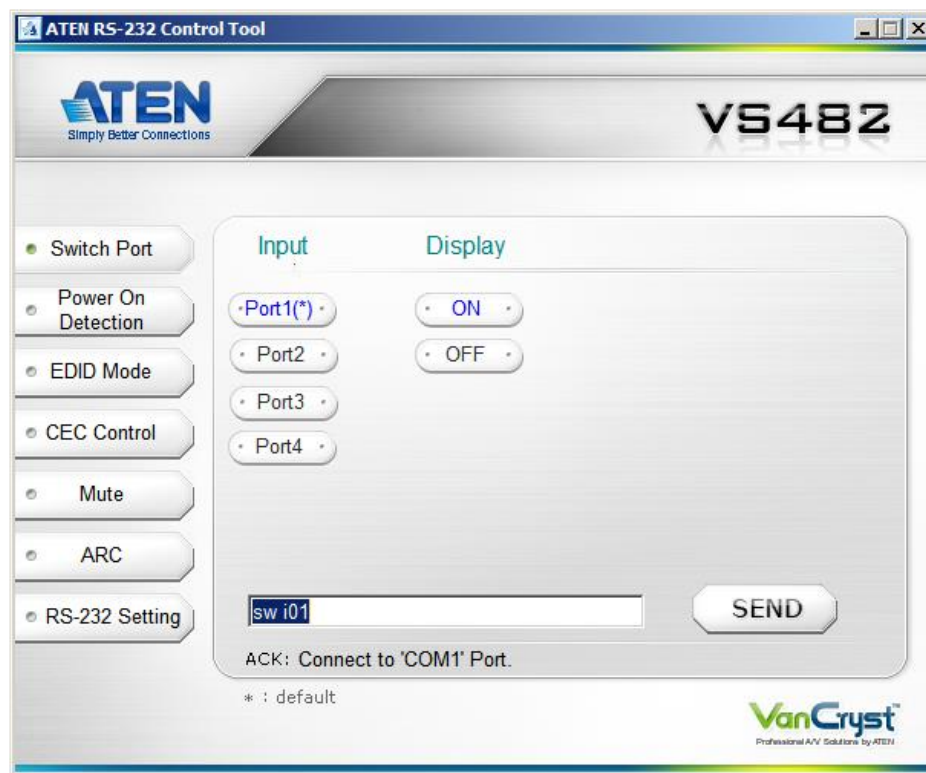 ATEN RS-232 Control Tool
ATEN
Simply Better Connections
VS482
Switch Port
Power On
Detection
EDID Mode
CEC Control
Mute
ARC
RS-232 Setting
Input Display
Port1(*) ON
Port2 OFF
Port3
Port4
sw i01 SEND
ACK: Connect to 'COM1' Port.
* : default
VanCryst™
Professional A/V Solutions by ATEN